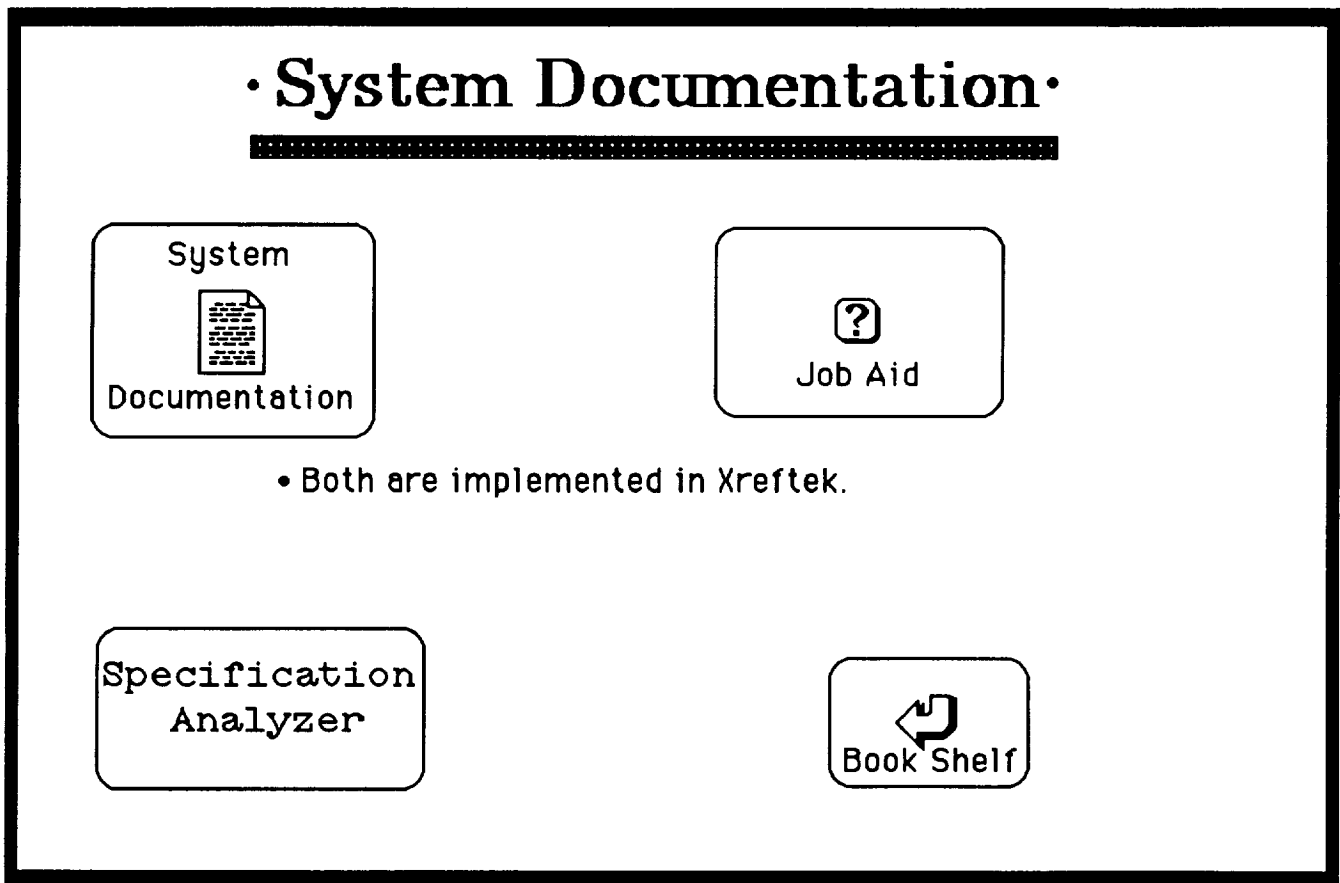 ·System Documentation·
System
Documentation
?
Job Aid
• Both are implemented in Xreftek.
Specification
Analyzer
Book Shelf